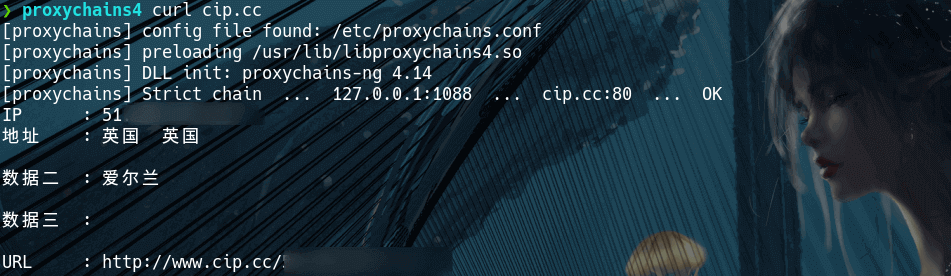 ❯ proxychains4 curl cip.cc
[proxychains] config file found: /etc/proxychains.conf
[proxychains] preloading /usr/lib/libproxychains4.so
[proxychains] DLL init: proxychains-ng 4.14
[proxychains] Strict chain  ...  127.0.0.1:1088  ...  cip.cc:80  ...  OK
IP      : 51
地址    : 英国  英国
数据二  : 爱尔兰
数据三  :
URL     : http://www.cip.cc/